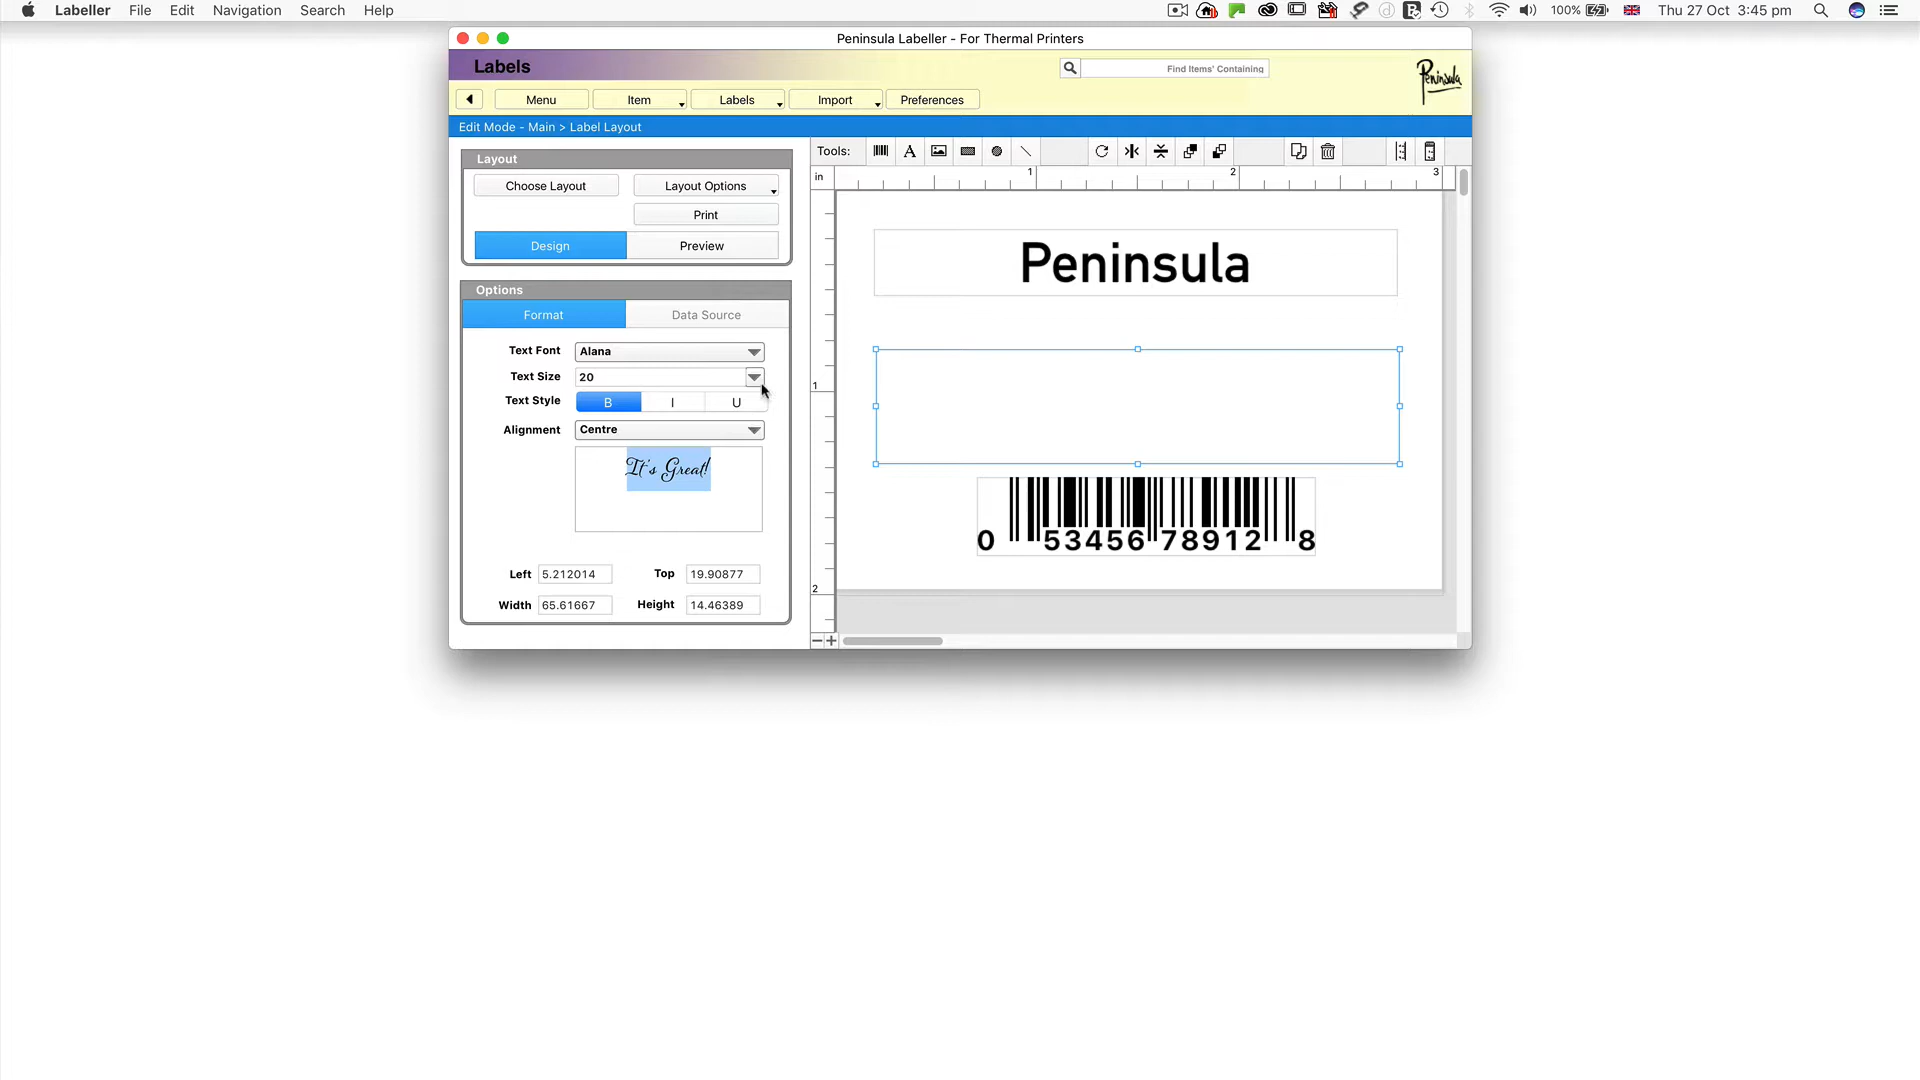 Labeller File Edit Navigation Search Help 100% Thu 27 Oct 3:45 pm
Peninsula Labeller - For Thermal Printers
Labels
Find Items' Containing
Peninsula
Menu Item Labels Import Preferences
Edit Mode - Main > Label Layout
Layout
Choose Layout Layout Options
Print
Design Preview
Options
Format Data Source
Text Font Alana
Text Size 20
Text Style B I U
Alignment Centre
It's Great!
Left 5.212014 Top 19.90877
Width 65.61667 Height 14.46389
Tools: A
in 1 2 3
Peninsula
1
0 53456 78912 8
2